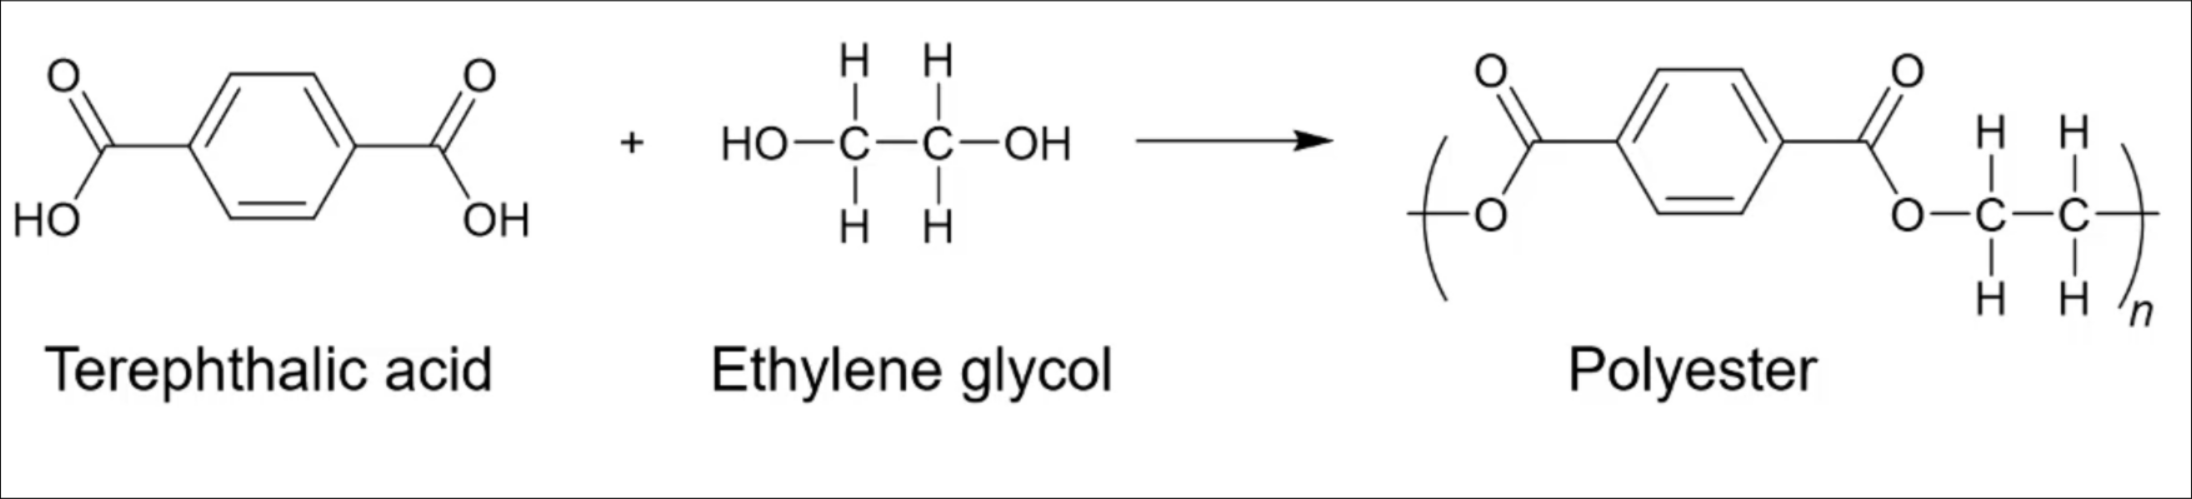 H H H H
O O O O
HO OH + HO C C OH O O C C
H H H H n
Terephthalic acid Ethylene glycol Polyester